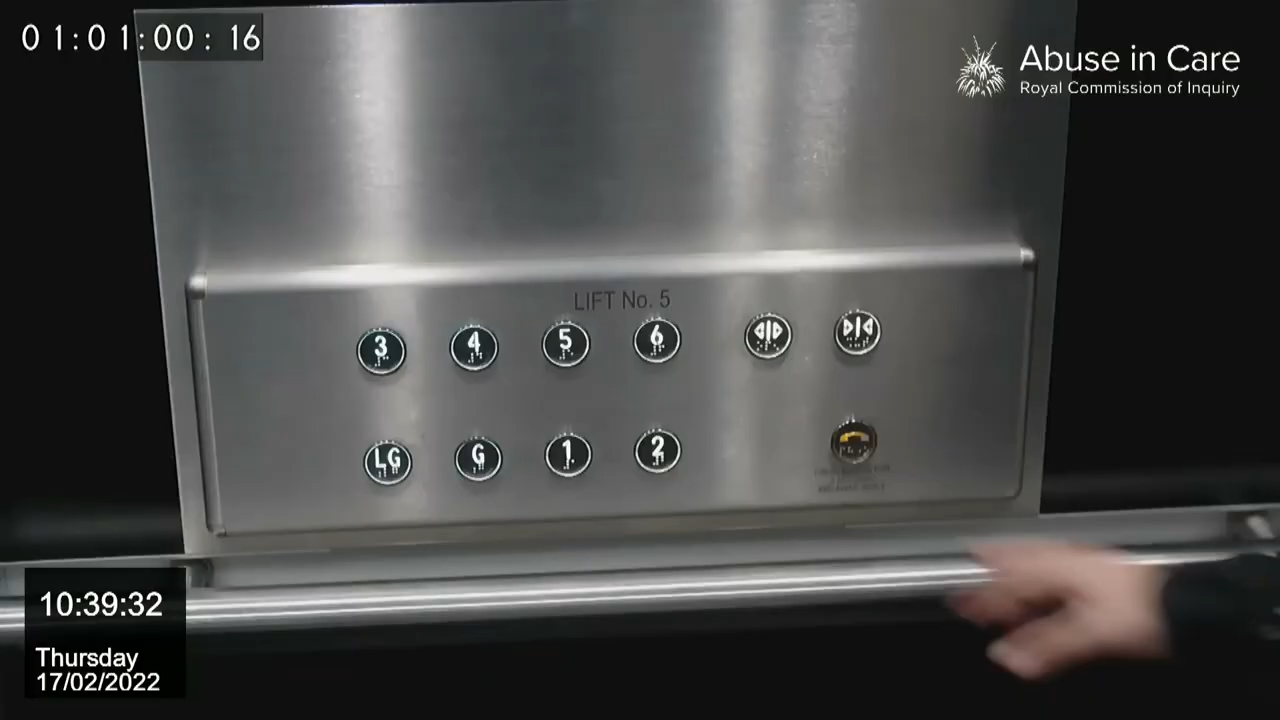 01:01:00:16
Abuse in Care
Royal Commission of Inquiry
LIFT No. 5
3 4 5 6
LG G 1 2
10:39:32
Thursday
17/02/2022